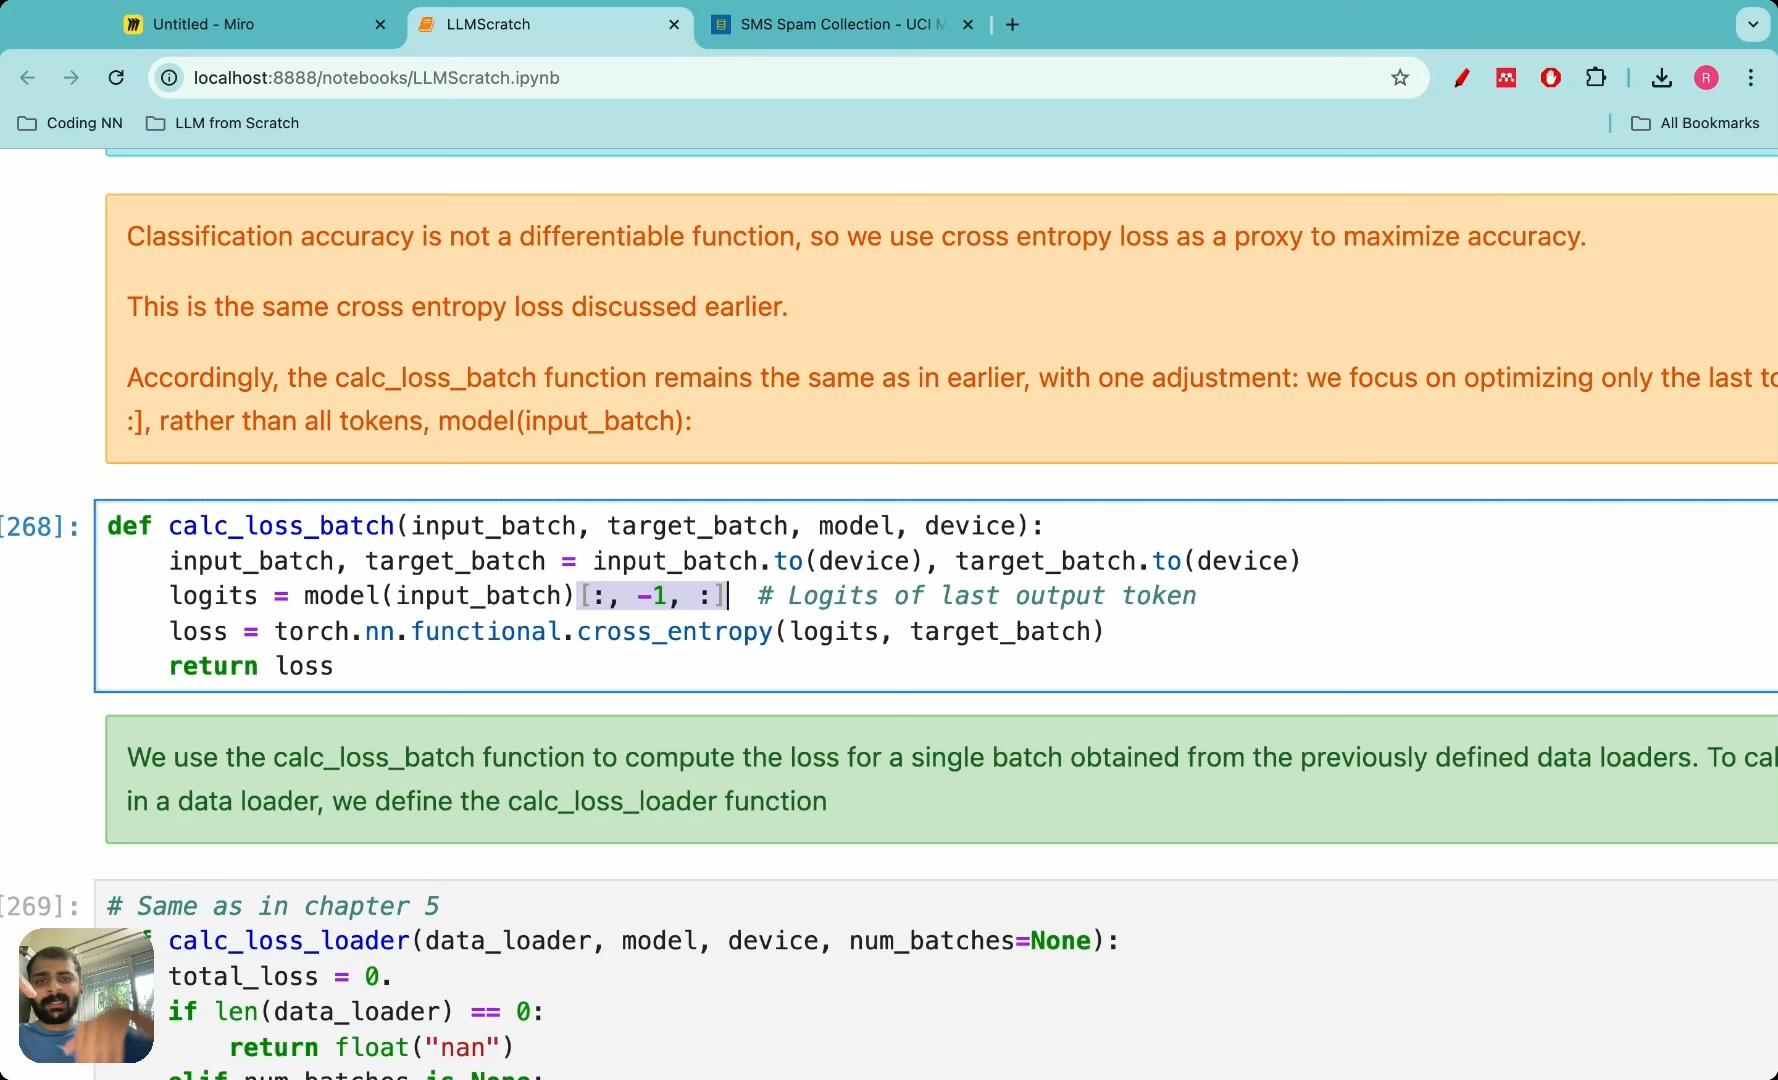 Untitled - Miro
LLMScratch
SMS Spam Collection - UCI M
localhost:8888/notebooks/LLMScratch.ipynb
R
Coding NN
LLM from Scratch
All Bookmarks
Classification accuracy is not a differentiable function, so we use cross entropy loss as a proxy to maximize accuracy.
This is the same cross entropy loss discussed earlier.
Accordingly, the calc_loss_batch function remains the same as in earlier, with one adjustment: we focus on optimizing only the last to
:], rather than all tokens, model(input_batch):
[268]:
def calc_loss_batch(input_batch, target_batch, model, device):
input_batch, target_batch = input_batch.to(device), target_batch.to(device)
logits = model(input_batch)[:, -1, :]  # Logits of last output token
loss = torch.nn.functional.cross_entropy(logits, target_batch)
return loss
We use the calc_loss_batch function to compute the loss for a single batch obtained from the previously defined data loaders. To cal
in a data loader, we define the calc_loss_loader function
[269]:
# Same as in chapter 5
f calc_loss_loader(data_loader, model, device, num_batches=None):
total_loss = 0.
if len(data_loader) == 0:
return float("nan")
elif num_batches is None: